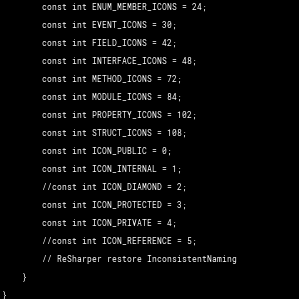 const int ENUM_MEMBER_ICONS = 24;
const int EVENT_ICONS = 30;
const int FIELD_ICONS = 42;
const int INTERFACE_ICONS = 48;
const int METHOD_ICONS = 72;
const int MODULE_ICONS = 84;
const int PROPERTY_ICONS = 102;
const int STRUCT_ICONS = 108;
const int ICON_PUBLIC = 0;
const int ICON_INTERNAL = 1;
//const int ICON_DIAMOND = 2;
const int ICON_PROTECTED = 3;
const int ICON_PRIVATE = 4;
//const int ICON_REFERENCE = 5;
// ReSharper restore InconsistentNaming
}
}